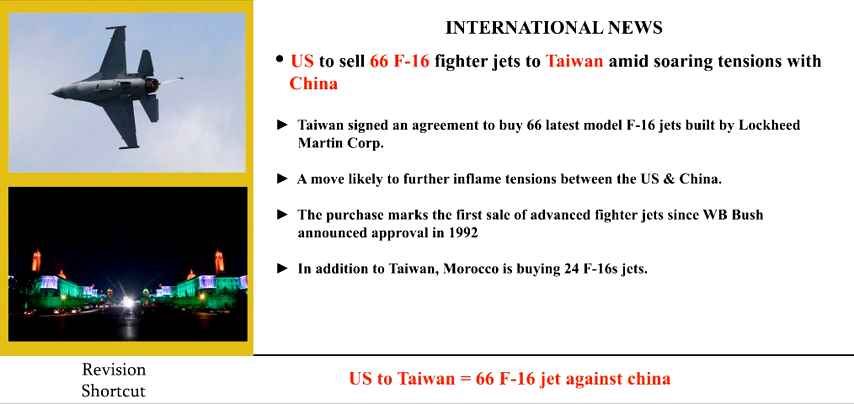 INTERNATIONAL NEWS
• US to sell 66 F-16 fighter jets to Taiwan amid soaring tensions with
China
► Taiwan signed an agreement to buy 66 latest model F-16 jets built by Lockheed
Martin Corp.
► A move likely to further inflame tensions between the US & China.
► The purchase marks the first sale of advanced fighter jets since WB Bush
announced approval in 1992
► In addition to Taiwan, Morocco is buying 24 F-16s jets.
Revision
Shortcut
US to Taiwan = 66 F-16 jet against china